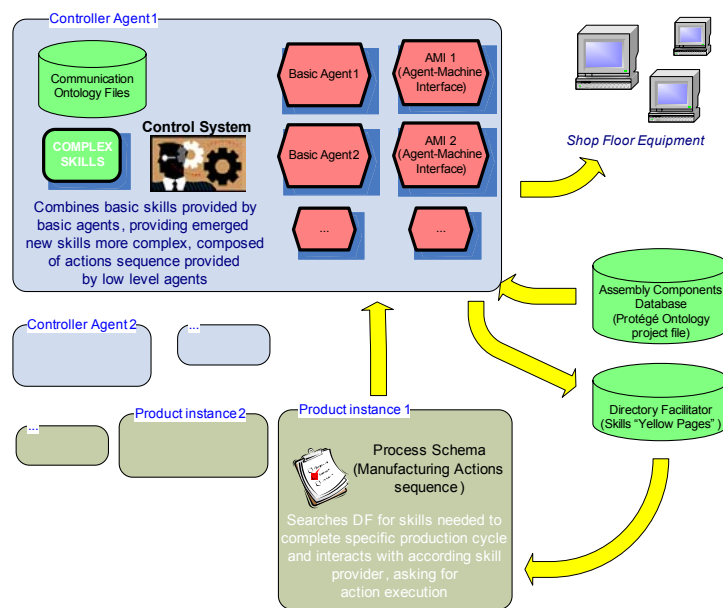 Controller Agent1
Communication
Ontology Files
COMPLEX
SKILLS
Control System
Combines basic skills provided by
basic agents, providing emerged
new skills more complex, composed
of actions sequence provided
by low level agents
Basic Agent1
AMI 1
(Agent-Machine
Interface)
Basic Agent2
AMI 2
(Agent-Machine
Interface)
...
...
Shop Floor Equipment
Assembly Components
Database
(Protégé Ontology
project file)
Directory Facilitator
(Skills “Yellow Pages” )
Controller Agent2
...
...
Product instance2
Product instance 1
Process Schema
(Manufacturing Actions
sequence)
Searches DF for skills needed to
complete specific production cycle
and interacts with according skill
provider, asking for
action execution